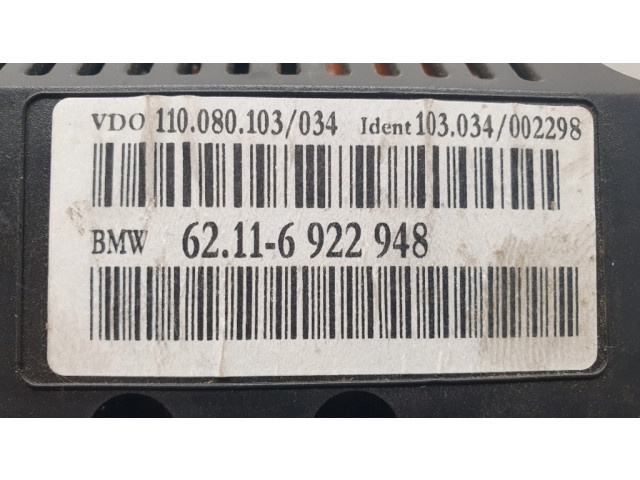 VDO 110.080.103/034 Ident 103.034/002298
BMW 62.11-6 922 948